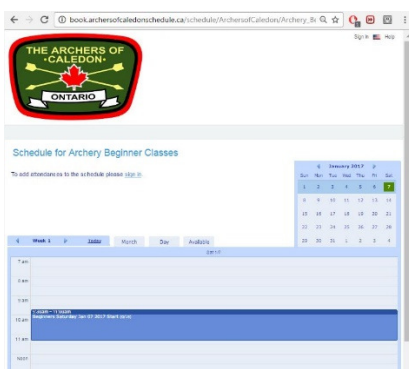 book.archersofcaledonschedule.ca/schedule/ArchersofCaledon/Archery_Be
Sign in Help
THE ARCHERS OF
·CALEDON·
ONTARIO
Schedule for Archery Beginner Classes
To add attendances to the schedule please sign in
January 2017
Sun Mon Tue Wed Thu Fri Sat
1 2 3 4 5 6 7
8 9 10 11 12 13 14
15 16 17 18 19 20 21
22 23 24 25 26 27 28
29 30 31 1 2 3 4
Week 1 Today Month Day Available
7 am
8 am
9 am
Beginners Saturday Jan 07 2017 Start
10 am
11 am
noon